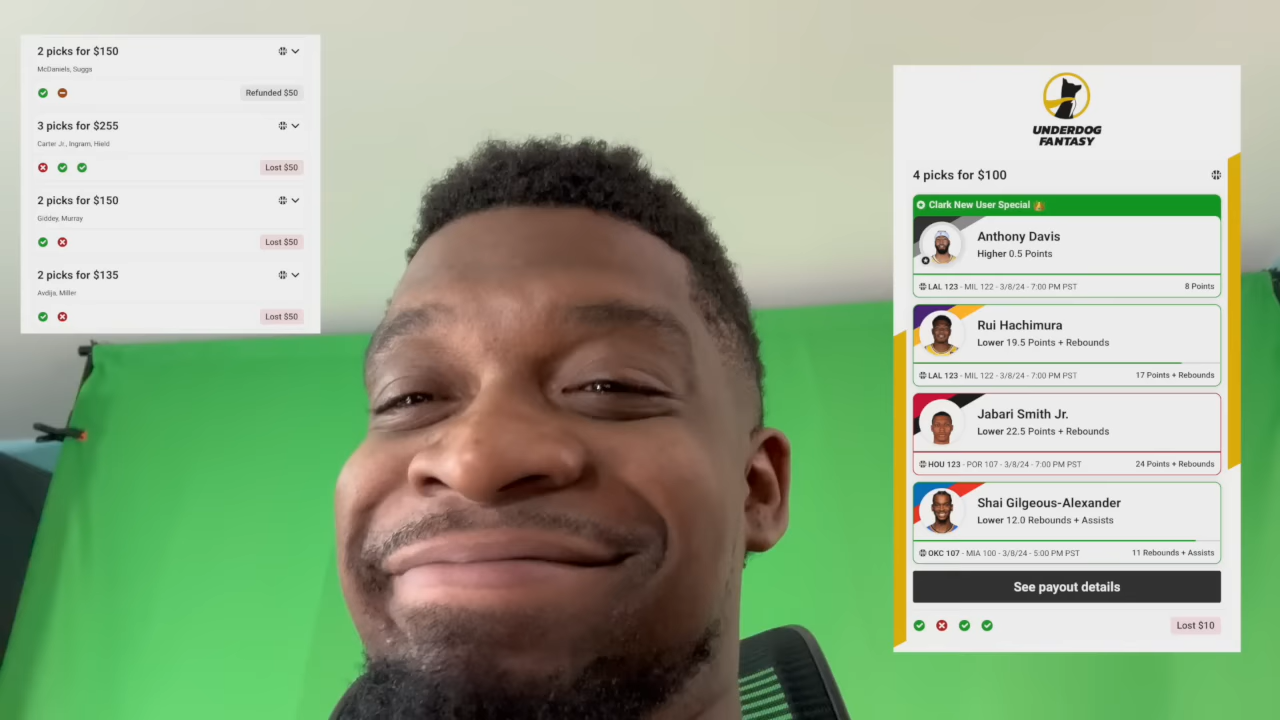 2 picks for $150
McDaniels, Suggs
Refunded $50
3 picks for $255
Carter Jr., Ingram, Hield
Lost $50
2 picks for $150
Giddey, Murray
Lost $50
2 picks for $135
Avdija, Miller
Lost $50
UNDERDOG
FANTASY
4 picks for $100
Clark New User Special
Anthony Davis
Higher 0.5 Points
LAL 123 - MIL 122 - 3/8/24 - 7:00 PM PST 8 Points
Rui Hachimura
Lower 19.5 Points + Rebounds
LAL 123 - MIL 122 - 3/8/24 - 7:00 PM PST 17 Points + Rebounds
Jabari Smith Jr.
Lower 22.5 Points + Rebounds
HOU 123 - POR 107 - 3/8/24 - 7:00 PM PST 24 Points + Rebounds
Shai Gilgeous-Alexander
Lower 12.0 Rebounds + Assists
OKC 107 - MIA 100 - 3/8/24 - 5:00 PM PST 11 Rebounds + Assists
See payout details
Lost $10